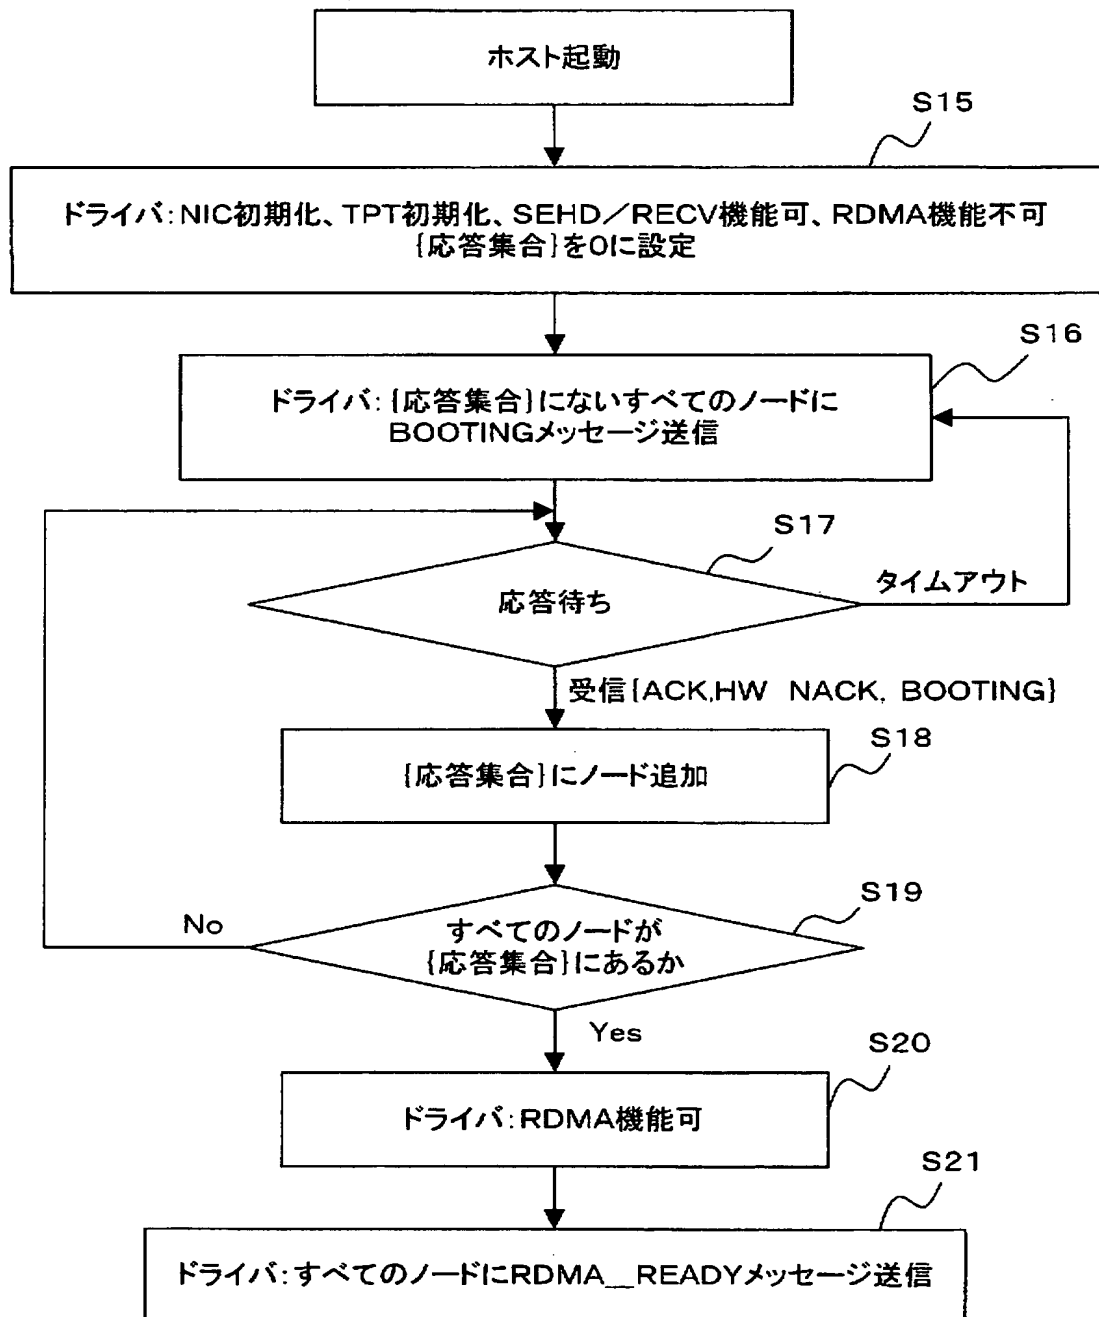 ホスト起動
S15
ドライバ:NIC初期化、TPT初期化、SEHD/RECV機能可、RDMA機能不可
{応答集合}を0に設定
S16
ドライバ:{応答集合}にないすべてのノードに
BOOTINGメッセージ送信
S17
応答待ち
タイムアウト
受信{ACK,HW NACK, BOOTING}
S18
{応答集合}にノード追加
S19
No
すべてのノードが
{応答集合}にあるか
Yes
S20
ドライバ:RDMA機能可
S21
ドライバ:すべてのノードにRDMA__READYメッセージ送信